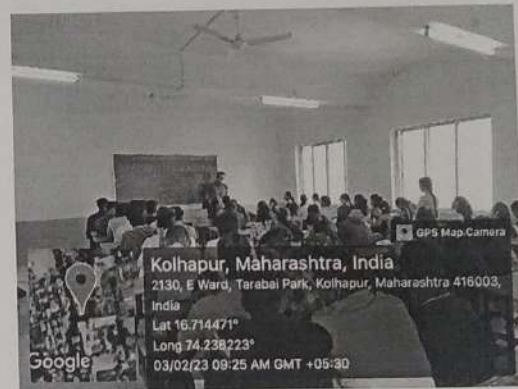 GPS Map Camera
Kolhapur, Maharashtra, India
2130, E Ward, Tarabai Park, Kolhapur, Maharashtra 416003,
India
Lat 16.714471°
Long 74.238223°
03/02/23 09:25 AM GMT +05:30
Google